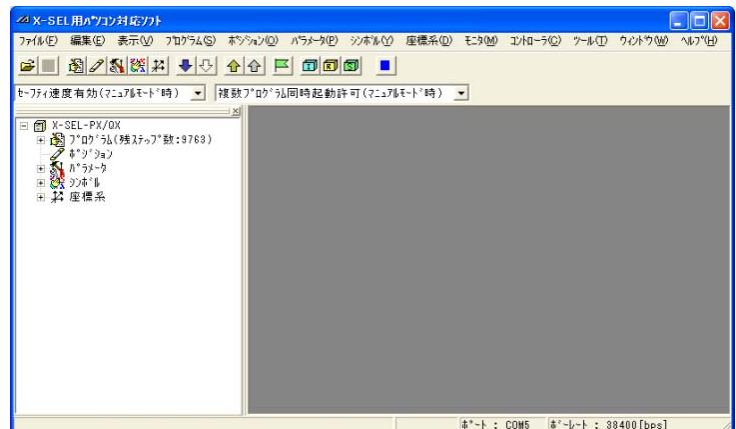 X-SEL用ﾊﾟｿｺﾝ対応ｿﾌﾄ
ﾌｧｲﾙ(F) 編集(E) 表示(V) ﾌﾟﾛｸﾞﾗﾑ(S) ﾎﾟｼﾞｼｮﾝ(O) ﾊﾟﾗﾒｰﾀ(P) ｼﾝﾎﾞﾙ(Y) 座標系(D) ﾓﾆﾀ(M) ｺﾝﾄﾛｰﾗ(C) ﾂｰﾙ(T) ｳｨﾝﾄﾞｳ(W) ﾍﾙﾌﾟ(H)
ｾｰﾌﾃｨ速度有効(ﾏﾆｭｱﾙﾓｰﾄﾞ時) 複数ﾌﾟﾛｸﾞﾗﾑ同時起動許可(ﾏﾆｭｱﾙﾓｰﾄﾞ時)
X-SEL-PX/QX
ﾌﾟﾛｸﾞﾗﾑ(残ｽﾃｯﾌﾟ数:9763)
ﾎﾟｼﾞｼｮﾝ
ﾊﾟﾗﾒｰﾀ
ｼﾝﾎﾞﾙ
座標系
ﾎﾟｰﾄ : COM5 ﾎﾞｰﾚｰﾄ : 38400[bps]